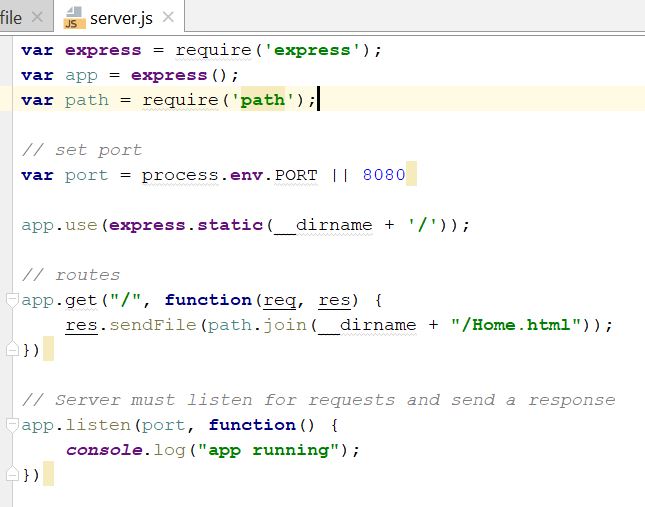 file
JS server.js
var express = require('express');
var app = express();
var path = require('path');
// set port
var port = process.env.PORT || 8080
app.use(express.static(__dirname + '/'));
// routes
app.get("/", function(req, res) {
    res.sendFile(path.join(__dirname + "/Home.html"));
})
// Server must listen for requests and send a response
app.listen(port, function() {
    console.log("app running");
})